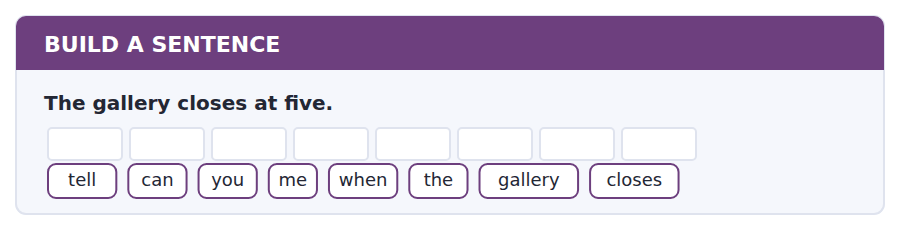 BUILD A SENTENCE
The gallery closes at five.
tell can you me when the gallery closes